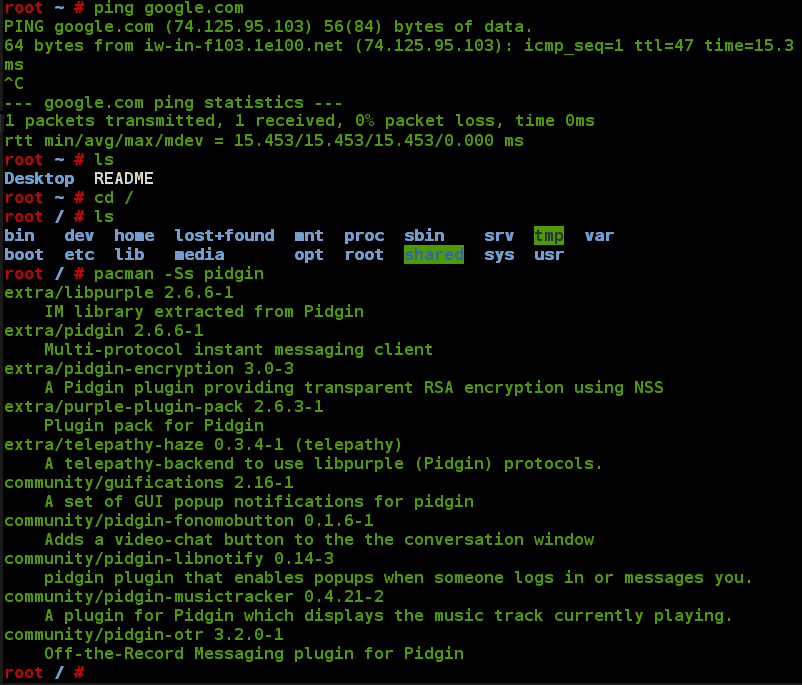 root ~ # ping google.com
PING google.com (74.125.95.103) 56(84) bytes of data.
64 bytes from iw-in-f103.1e100.net (74.125.95.103): icmp_seq=1 ttl=47 time=15.3
ms
^C
--- google.com ping statistics ---
1 packets transmitted, 1 received, 0% packet loss, time 0ms
rtt min/avg/max/mdev = 15.453/15.453/15.453/0.000 ms
root ~ # ls
Desktop  README
root ~ # cd /
root / # ls
bin   dev  home  lost+found  mnt  proc  sbin    srv  tmp  var
boot  etc  lib   media       opt  root  shared  sys  usr
root / # pacman -Ss pidgin
extra/libpurple 2.6.6-1
    IM library extracted from Pidgin
extra/pidgin 2.6.6-1
    Multi-protocol instant messaging client
extra/pidgin-encryption 3.0-3
    A Pidgin plugin providing transparent RSA encryption using NSS
extra/purple-plugin-pack 2.6.3-1
    Plugin pack for Pidgin
extra/telepathy-haze 0.3.4-1 (telepathy)
    A telepathy-backend to use libpurple (Pidgin) protocols.
community/guifications 2.16-1
    A set of GUI popup notifications for pidgin
community/pidgin-fonomobutton 0.1.6-1
    Adds a video-chat button to the the conversation window
community/pidgin-libnotify 0.14-3
    pidgin plugin that enables popups when someone logs in or messages you.
community/pidgin-musictracker 0.4.21-2
    A plugin for Pidgin which displays the music track currently playing.
community/pidgin-otr 3.2.0-1
    Off-the-Record Messaging plugin for Pidgin
root / #